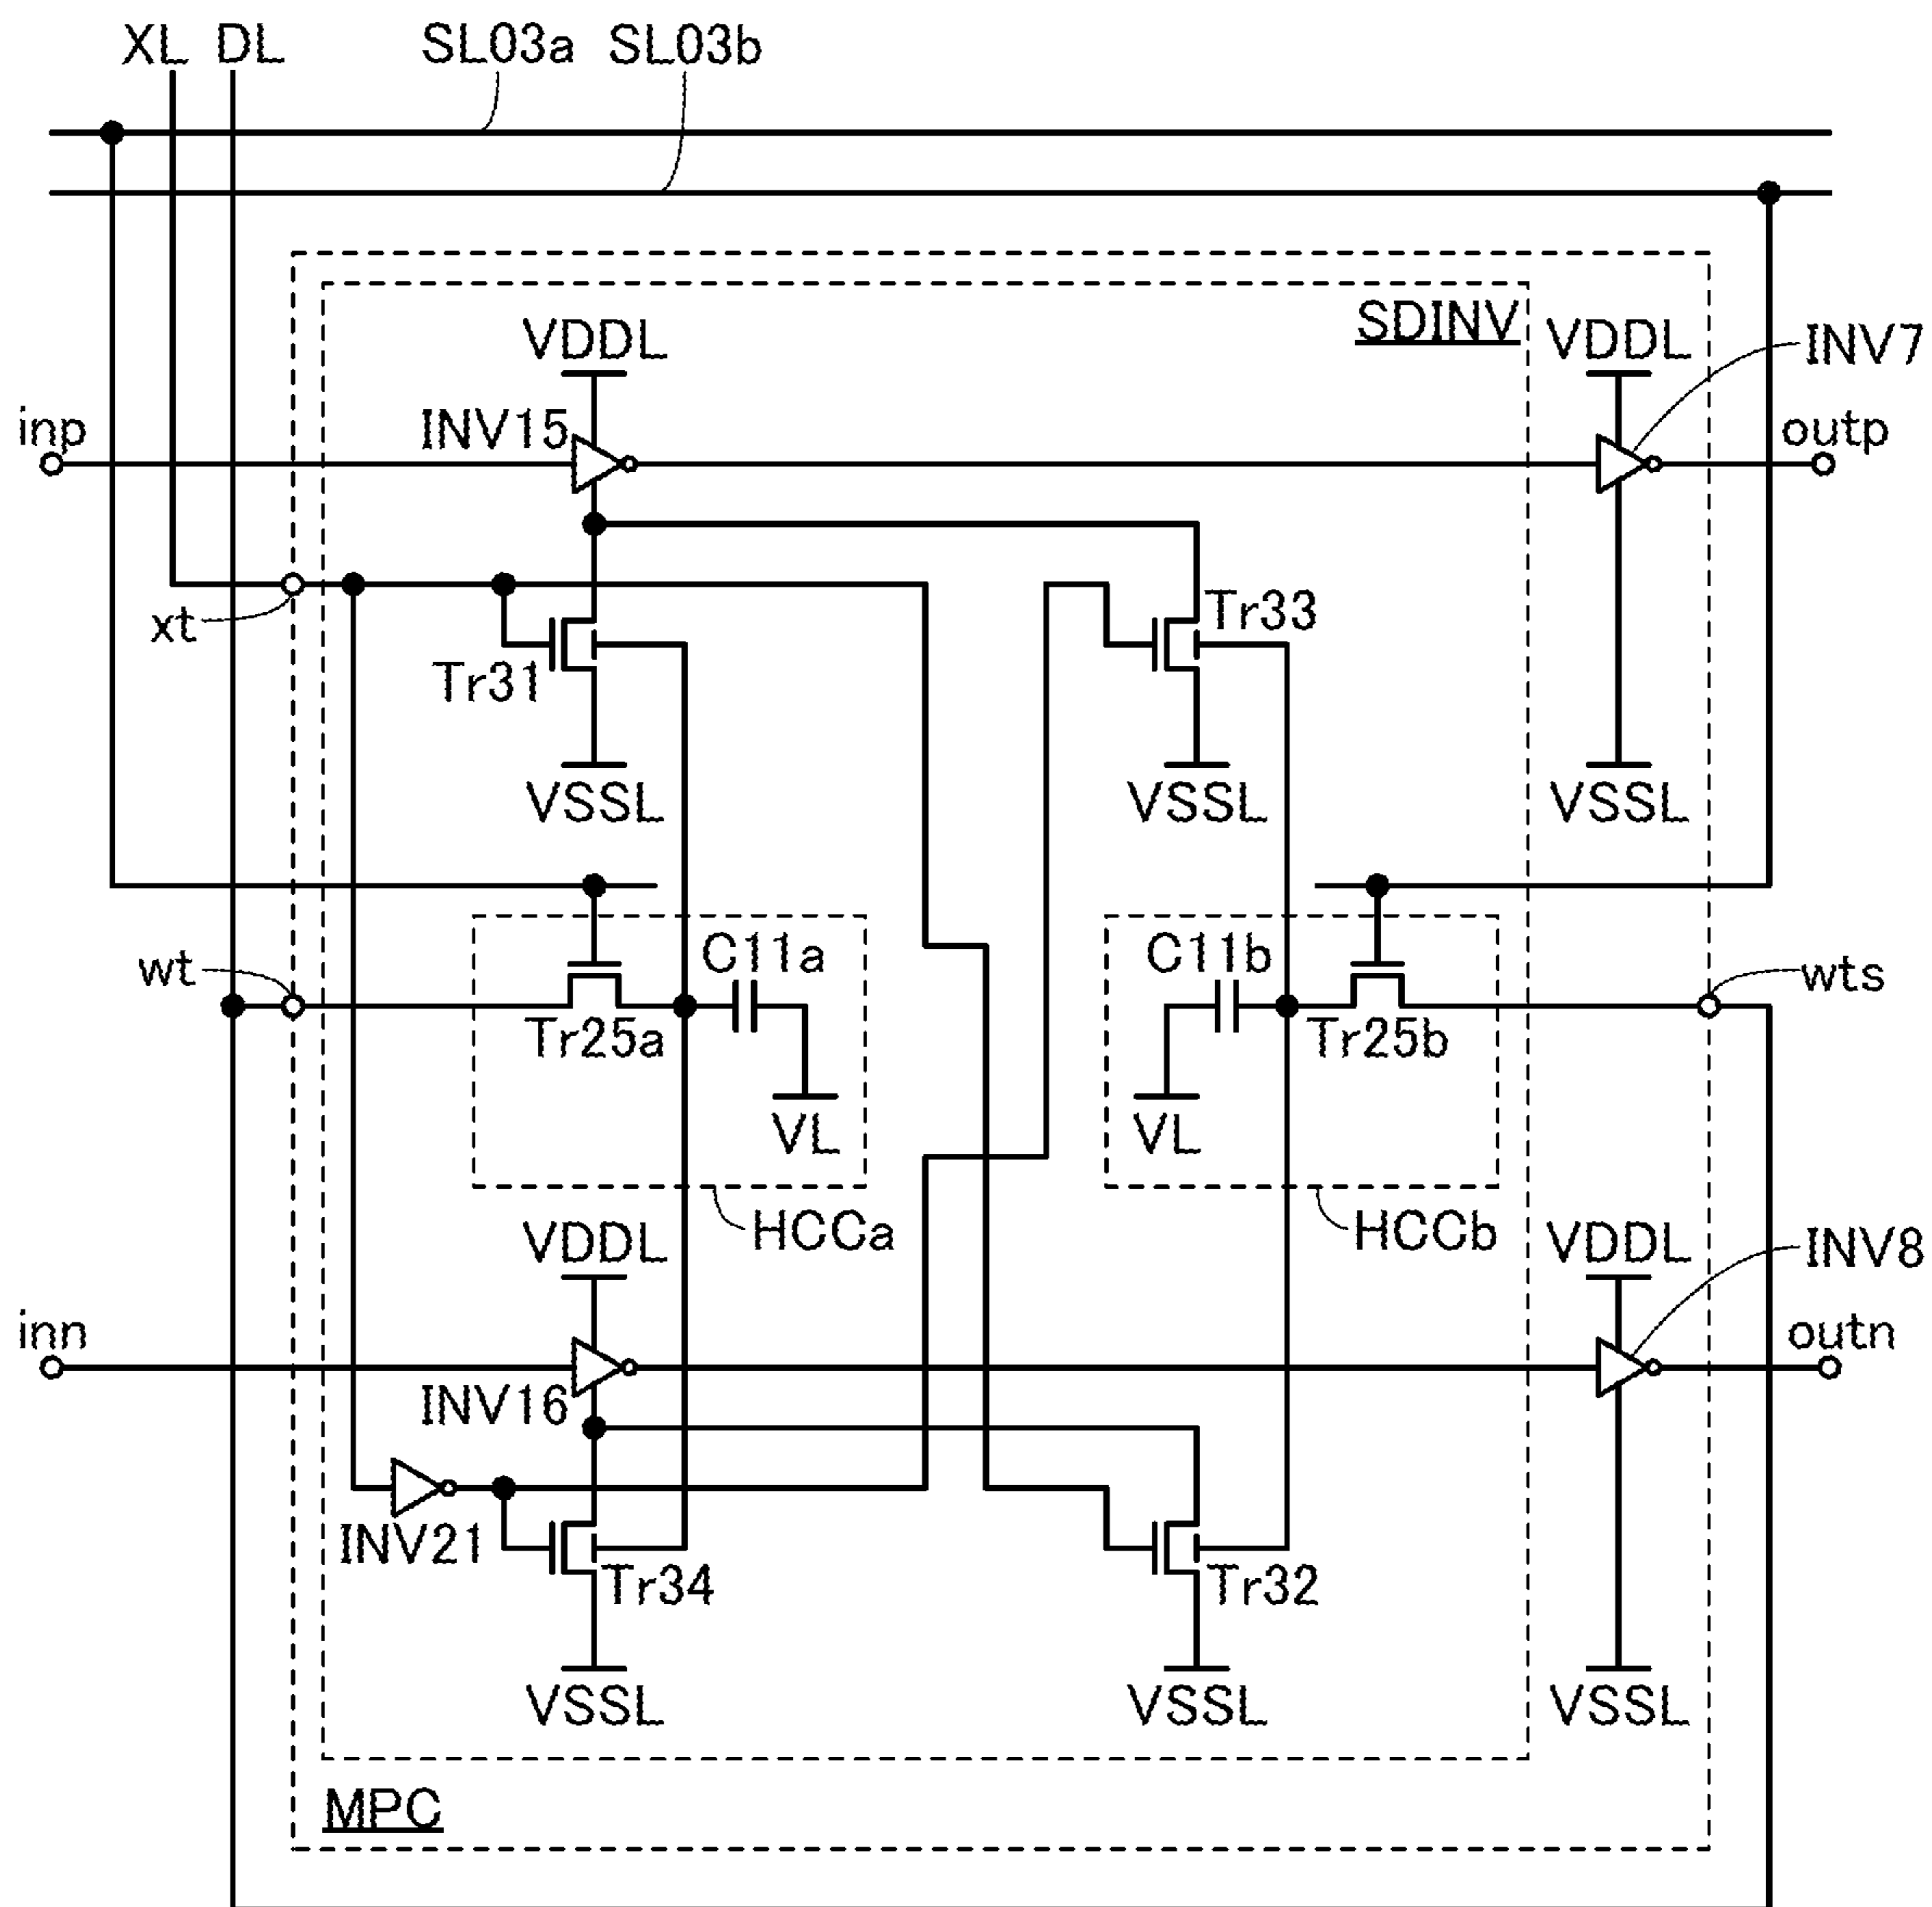 XL DL SL03a SL03b
SDINV
VDDL VDDL INV7
inp INV15 outp
xt Tr31 Tr33
VSSL VSSL VSSL
wt C11a C11b wts
Tr25a Tr25b
VL VL
HCCa HCCb
VDDL VDDL INV8
inn outn
INV16
INV21 Tr34 Tr32
VSSL VSSL VSSL
MPC